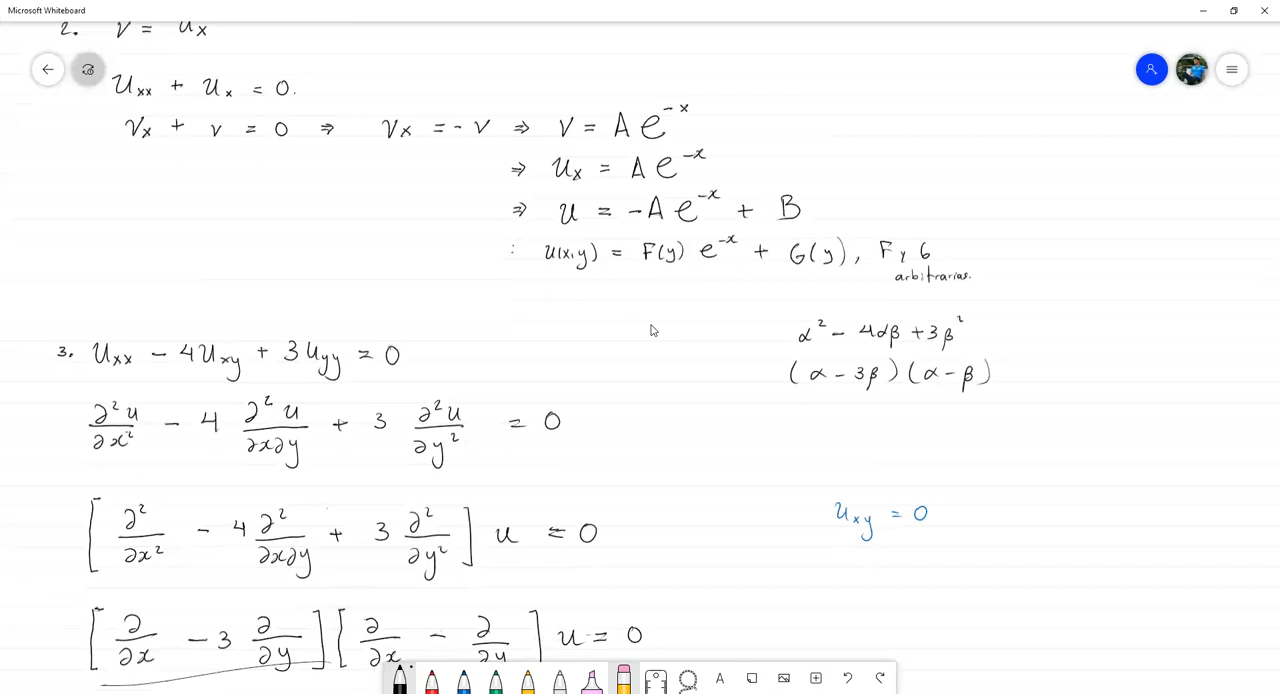 Microsoft Whiteboard
2. v = u_x
u_xx + u_x = 0.
v_x + v = 0 ⇒ v_x = -v ⇒ v = A e^{-x}
⇒ u_x = A e^{-x}
⇒ u = -A e^{-x} + B
: u(x,y) = F(y) e^{-x} + G(y), F y G
arbitrarias.
α² - 4αβ + 3β²
(α - 3β)(α - β)
3. u_xx - 4u_xy + 3u_yy = 0
∂²u/∂x² - 4 ∂²u/∂x∂y + 3 ∂²u/∂y² = 0
[∂²/∂x² - 4 ∂²/∂x∂y + 3 ∂²/∂y²] u = 0
u_xy = 0
[∂/∂x - 3 ∂/∂y][∂/∂x - ∂/∂y] u = 0
A